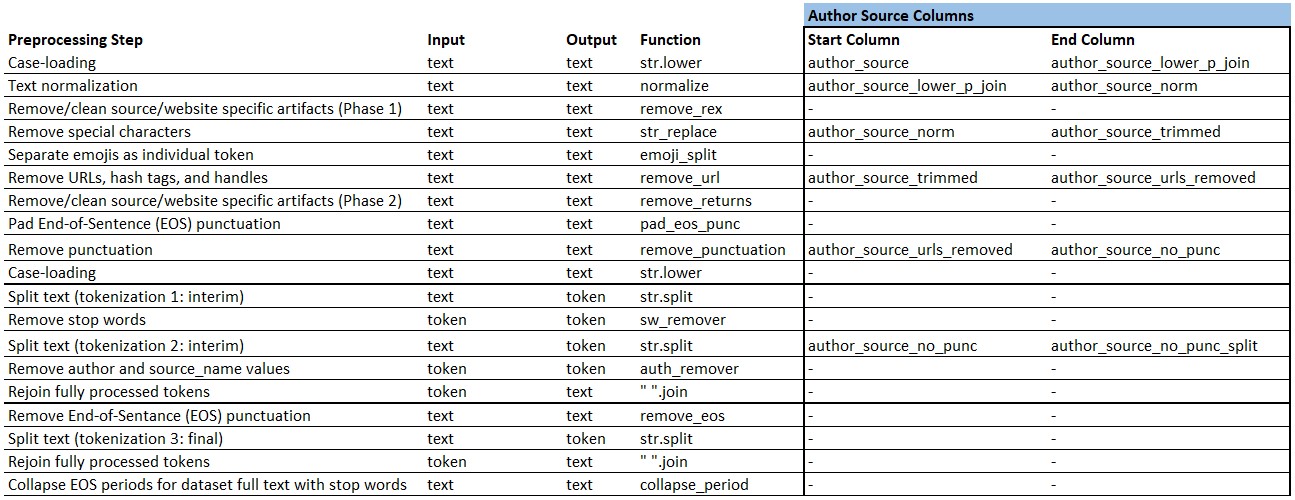 Author Source Columns
Preprocessing Step Input Output Function Start Column End Column
Case-loading text text str.lower author_source author_source_lower_p_join
Text normalization text text normalize author_source_lower_p_join author_source_norm
Remove/clean source/website specific artifacts (Phase 1) text text remove_rex - -
Remove special characters text text str_replace author_source_norm author_source_trimmed
Separate emojis as individual token text text emoji_split - -
Remove URLs, hash tags, and handles text text remove_url author_source_trimmed author_source_urls_removed
Remove/clean source/website specific artifacts (Phase 2) text text remove_returns - -
Pad End-of-Sentence (EOS) punctuation text text pad_eos_punc - -
Remove punctuation text text remove_punctuation author_source_urls_removed author_source_no_punc
Case-loading text text str.lower - -
Split text (tokenization 1: interim) text token str.split - -
Remove stop words token token sw_remover - -
Split text (tokenization 2: interim) text token str.split author_source_no_punc author_source_no_punc_split
Remove author and source_name values token token auth_remover - -
Rejoin fully processed tokens token text " ".join - -
Remove End-of-Sentance (EOS) punctuation text text remove_eos - -
Split text (tokenization 3: final) text token str.split - -
Rejoin fully processed tokens token text " ".join - -
Collapse EOS periods for dataset full text with stop words text text collapse_period - -